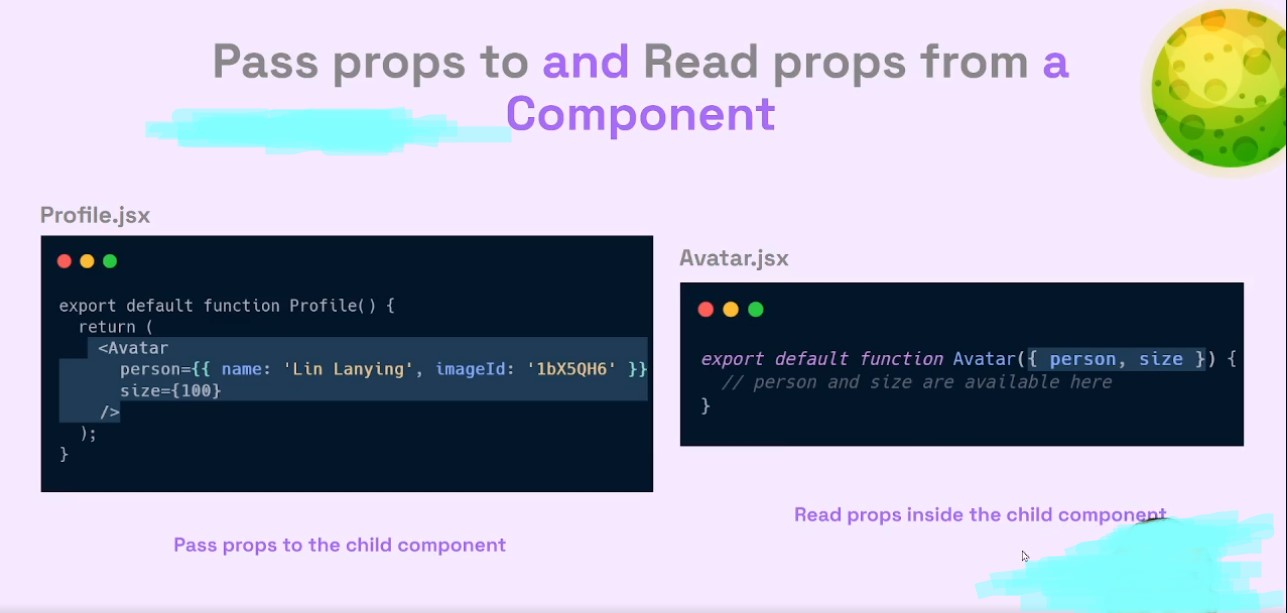 Pass props to and Read props from a
Component
Profile.jsx
export default function Profile() {
return (
<Avatar
person={{ name: 'Lin Lanying', imageId: '1bX5QH6' }}
size={100}
/>
);
}
Pass props to the child component
Avatar.jsx
export default function Avatar({ person, size }) {
// person and size are available here
}
Read props inside the child component